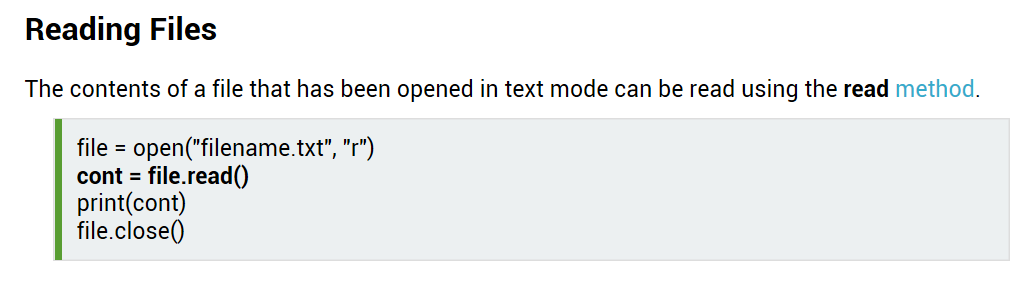 Reading Files
The contents of a file that has been opened in text mode can be read using the read method.
file = open("filename.txt", "r")
cont = file.read()
print(cont)
file.close()